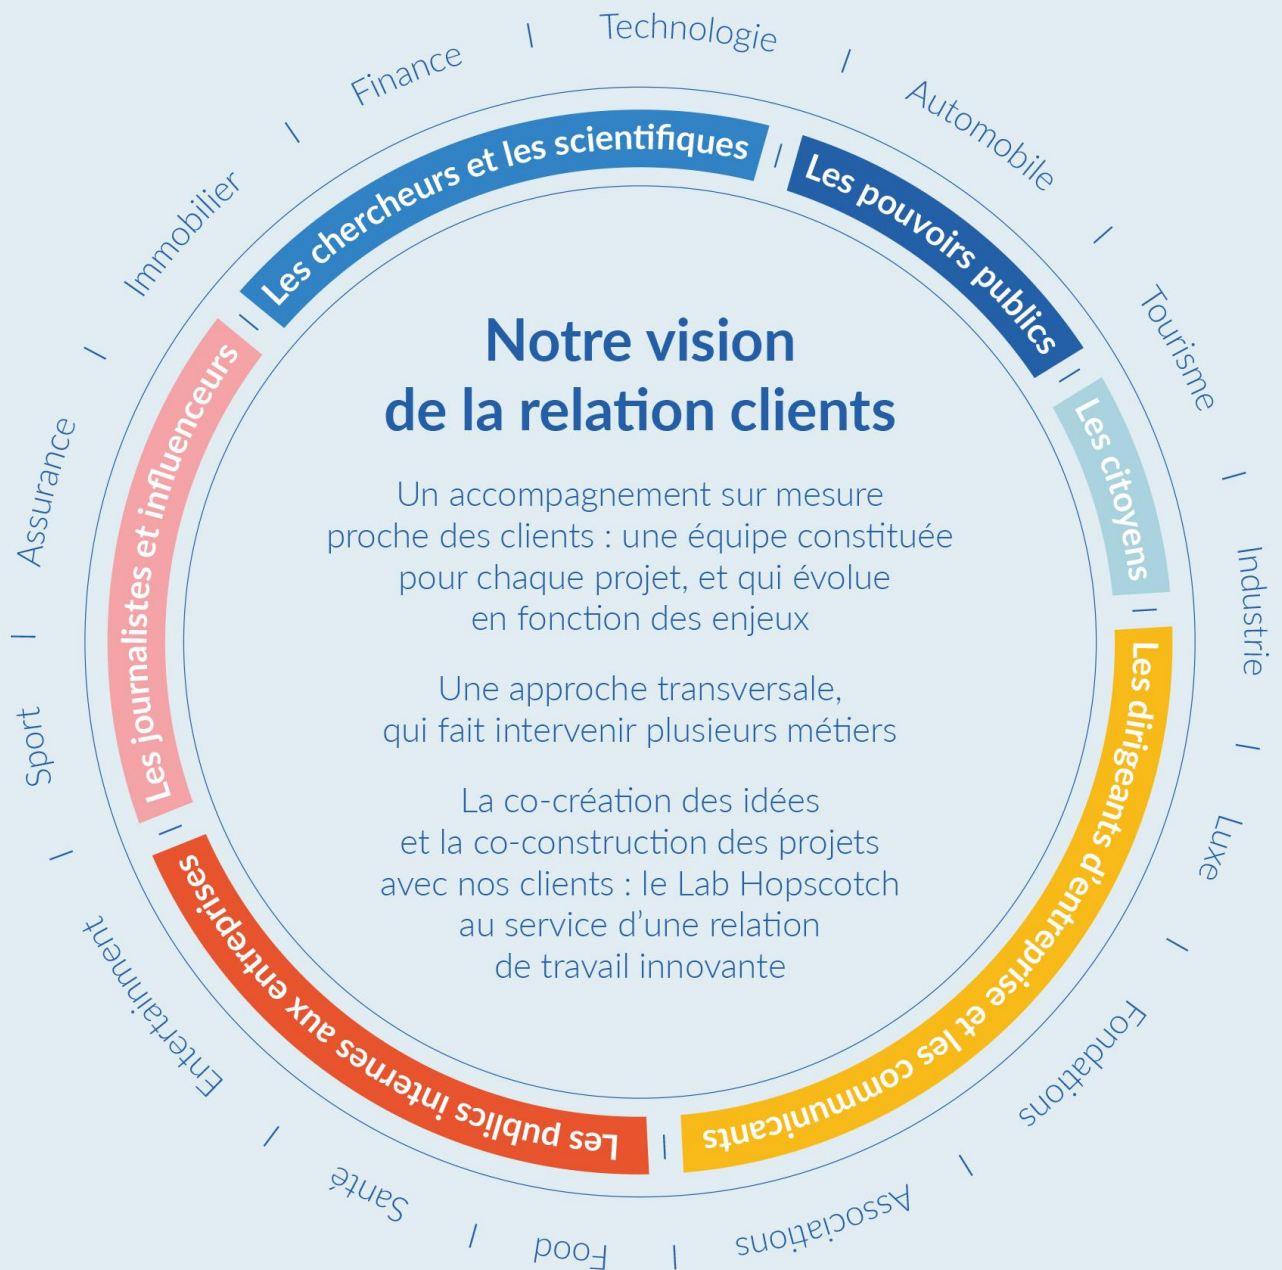 Technologie
|
Automobile
|
Tourisme
|
Industrie
|
Luxe
|
Fondations
|
Associations
|
Food
|
Santé
|
Entertainment
|
Sport
|
Assurance
|
Immobilier
|
Finance
|
Les chercheurs et les scientifiques
|
Les pouvoirs publics
|
Les citoyens
|
Les dirigeants d'entreprise et les communicants
|
Les publics internes aux entreprises
|
Les journalistes et influenceurs
|
Notre vision
de la relation clients
Un accompagnement sur mesure
proche des clients : une équipe constituée
pour chaque projet, et qui évolue
en fonction des enjeux
Une approche transversale,
qui fait intervenir plusieurs métiers
La co-création des idées
et la co-construction des projets
avec nos clients : le Lab Hopscotch
au service d’une relation
de travail innovante